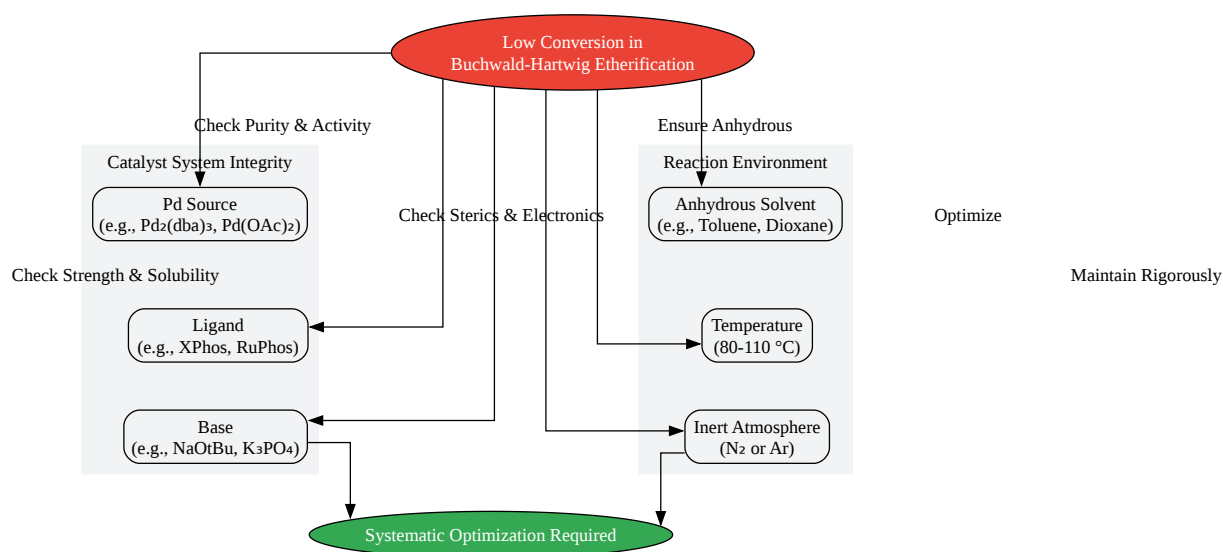 Low Conversion in
Buchwald-Hartwig Etherification
Check Purity & Activity
Ensure Anhydrous
Catalyst System Integrity
Reaction Environment
Pd Source
(e.g., Pd₂(dba)₃, Pd(OAc)₂)
Check Sterics & Electronics
Anhydrous Solvent
(e.g., Toluene, Dioxane)
Optimize
Check Strength & Solubility
Maintain Rigorously
Ligand
(e.g., XPhos, RuPhos)
Temperature
(80-110 °C)
Base
(e.g., NaOtBu, K₃PO₄)
Inert Atmosphere
(N₂ or Ar)
Systematic Optimization Required